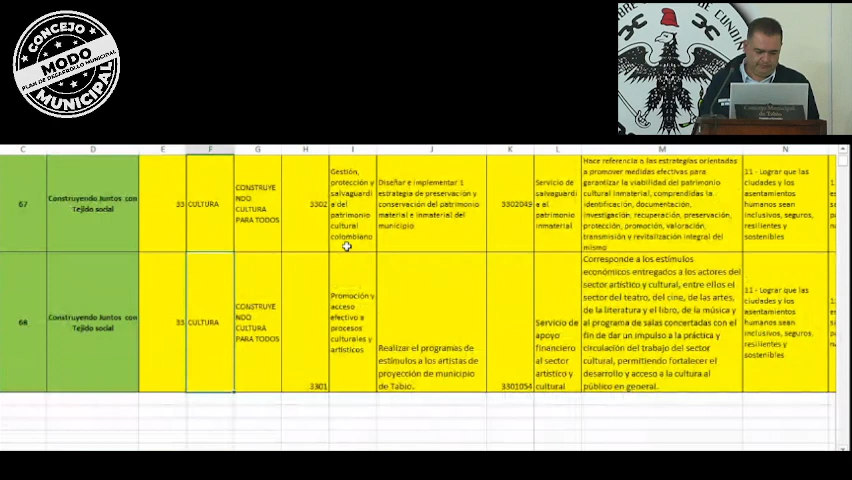 CONCEJO
MODO
PLAN DE DESARROLLO MUNICIPAL
MUNICIPAL
DE CUNDIN
Concejo Municipal
de Tabio
C D E F G H I J K L M N
67
Construyendo Juntos con
Tejido social
33 CULTURA
CONSTRUYE
NDO
CULTURA
PARA TODOS
3302
Gestión,
protección y
salvaguardi
a del
patrimonio
cultural
colombiano
Diseñar e implementar 1
estrategia de preservación y
conservación del patrimonio
material e inmaterial del
municipio
3302049
Servicio de
salvaguardi
a al
patrimonio
inmaterial
Hace referencia a las estrategias orientadas
a promover medidas efectivas para
garantizar la viabilidad del patrimonio
cultural inmaterial, comprendidas la
identificación, documentación,
investigación, recuperación, preservación,
protección, promoción, valoración,
transmisión y revitalización integral del
mismo
11 - Lograr que las
ciudades y los
asentamientos
humanos sean
inclusivos, seguros,
resilientes y
sostenibles
68
Construyendo Juntos con
Tejido social
33 CULTURA
CONSTRUYE
NDO
CULTURA
PARA TODOS
3301
Promoción y
acceso
efectivo a
procesos
culturales y
artísticos
Realizar el programas de
estímulos a los artistas de
proyección de municipio
de Tabio.
3301054
Servicio de
apoyo
financiero
al sector
artístico y
cultural
Corresponde a los estímulos
económicos entregados a los actores del
sector artístico y cultural, entre ellos el
sector del teatro, del cine, de las artes,
de la literatura y el libro, de la música y
al programa de salas concertadas con el
fin de dar un impulso a la práctica y
circulación del trabajo del sector
cultural, permitiendo fortalecer el
desarrollo y acceso a la cultura al
público en general.
11 - Lograr que las
ciudades y los
asentamientos
humanos sean
inclusivos, seguros,
resilientes y
sostenibles